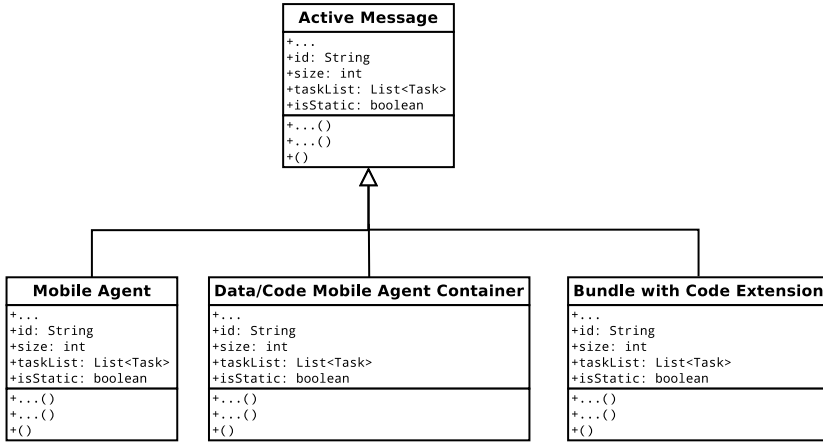 Active Message
+...
+id: String
+size: int
+taskList: List<Task>
+isStatic: boolean
+...()
+...()
+()
Mobile Agent
+...
+id: String
+size: int
+taskList: List<Task>
+isStatic: boolean
+...()
+...()
+()
Data/Code Mobile Agent Container
+...
+id: String
+size: int
+taskList: List<Task>
+isStatic: boolean
+...()
+...()
+()
Bundle with Code Extension
+...
+id: String
+size: int
+taskList: List<Task>
+isStatic: boolean
+...()
+...()
+()